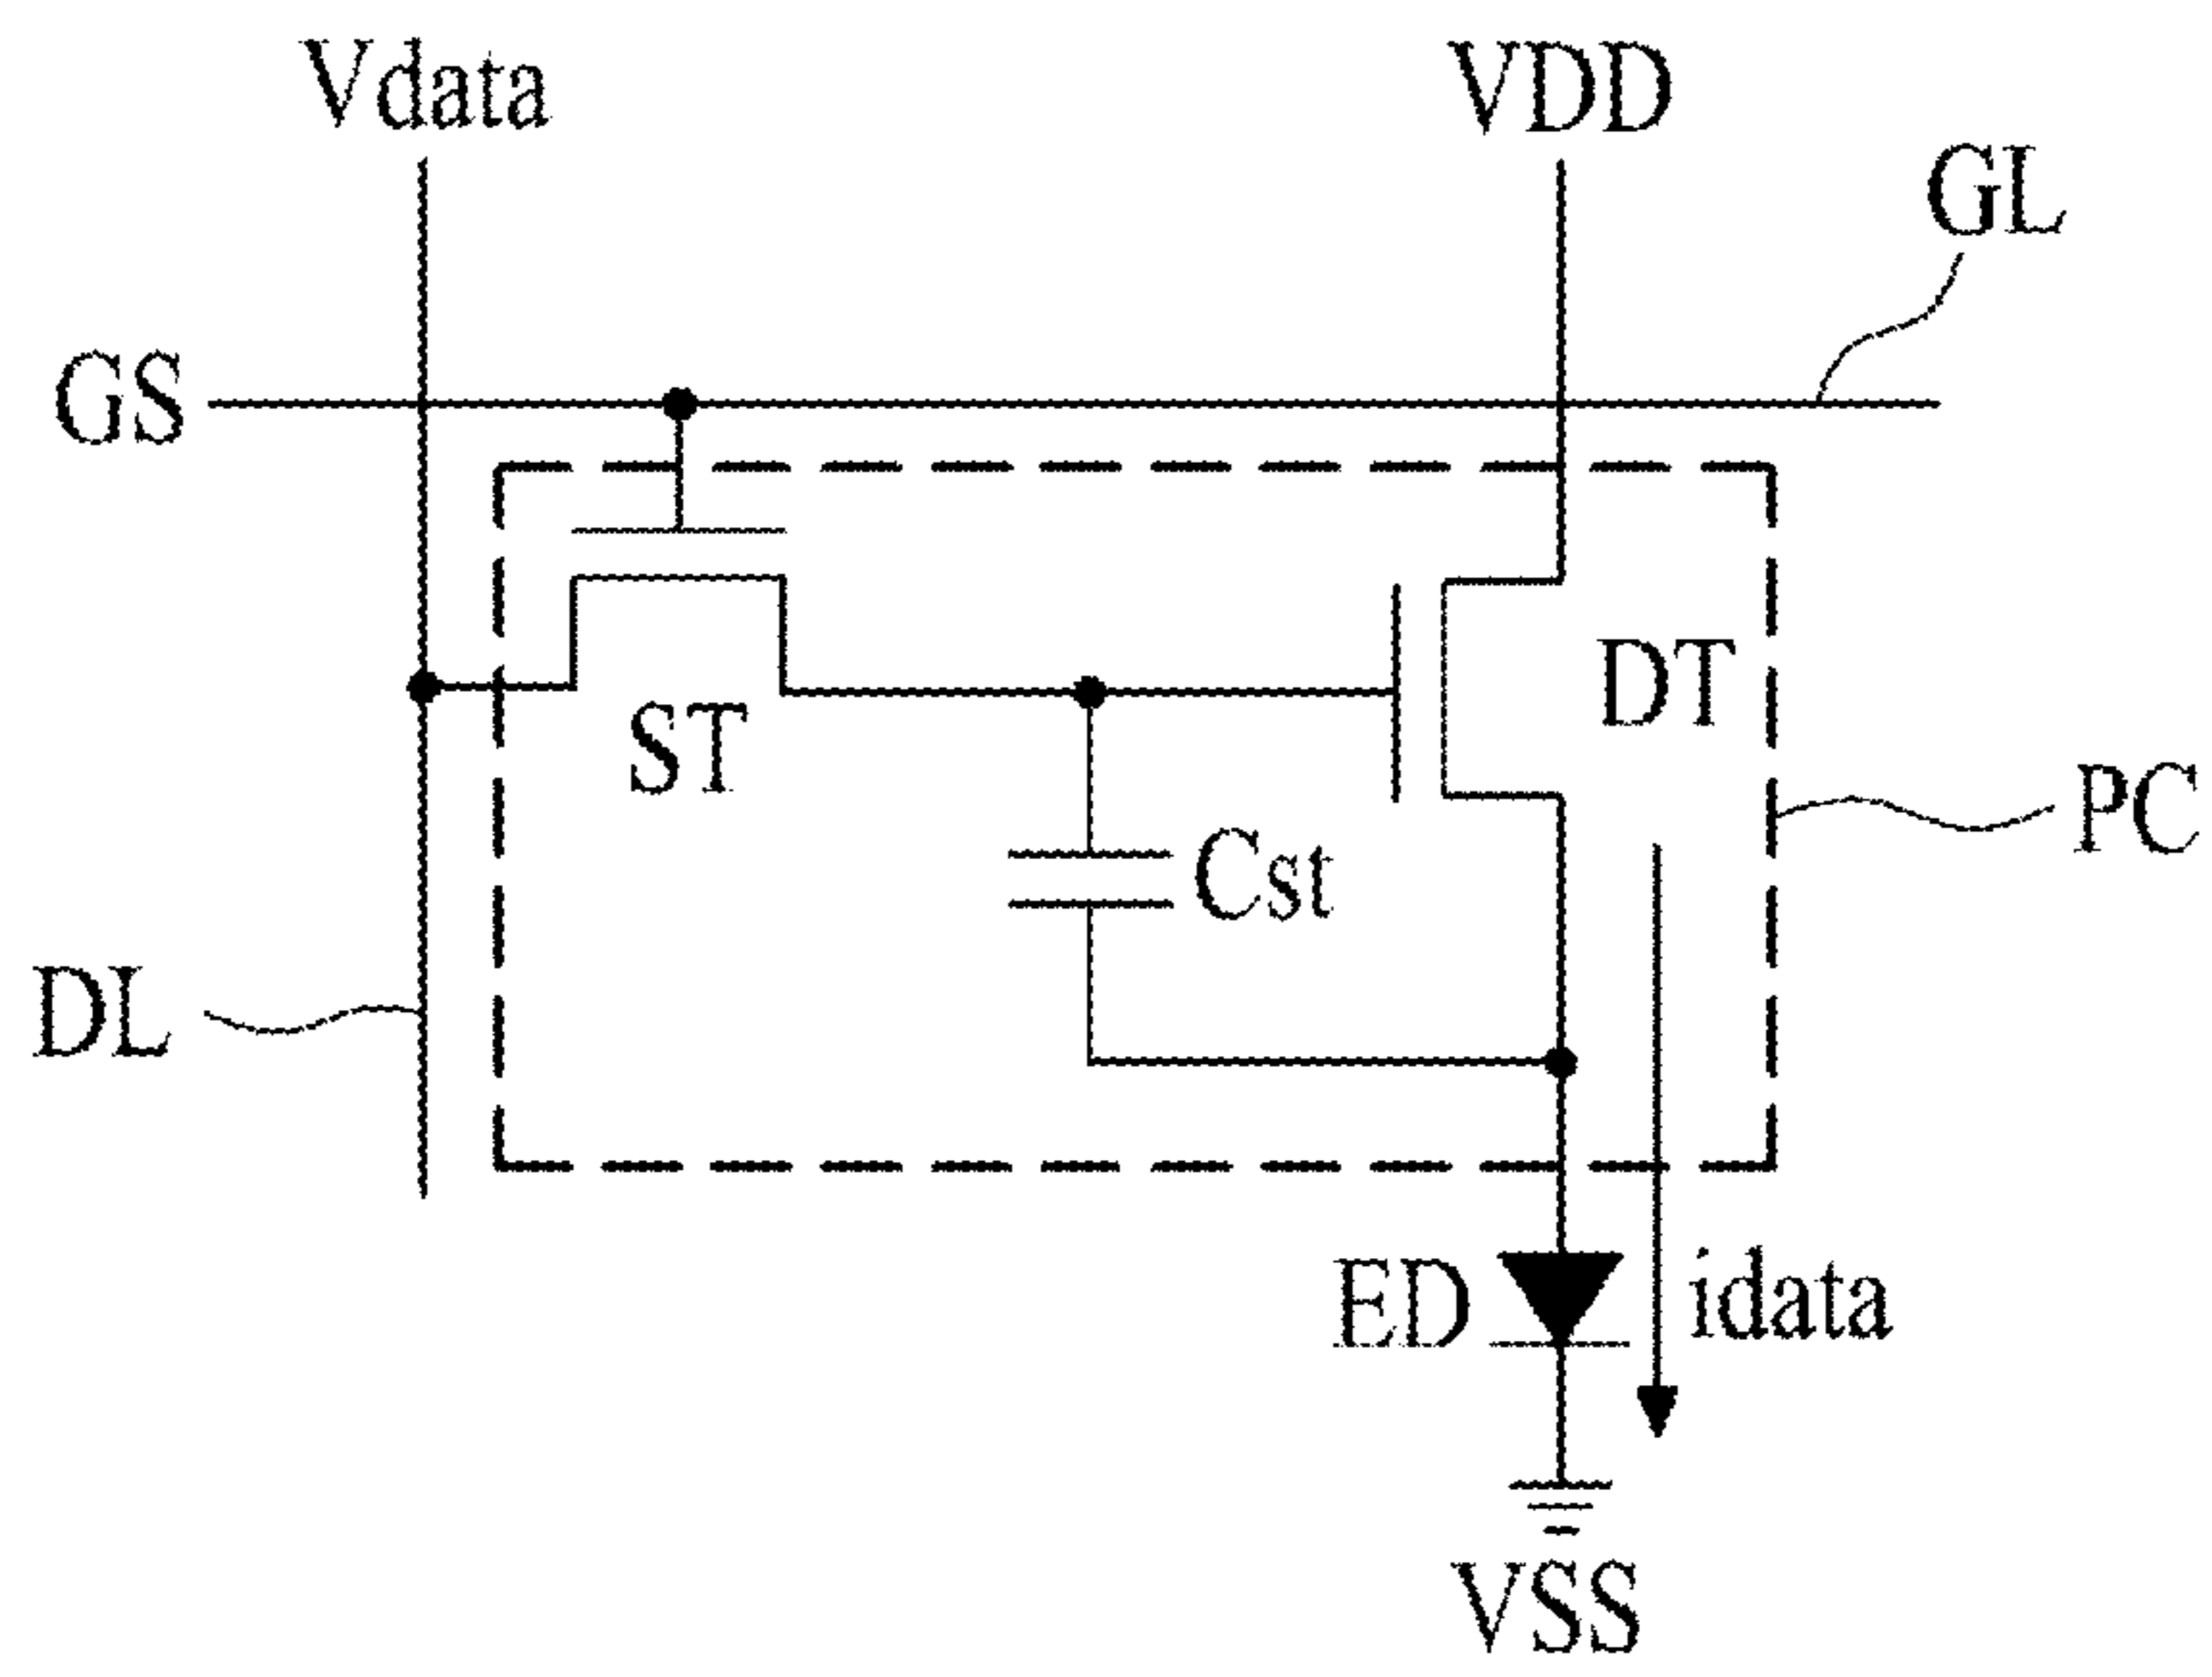 Vdata
VDD
GL
GS
DT
ST
PC
Cst
DL
ED
idata
VSS